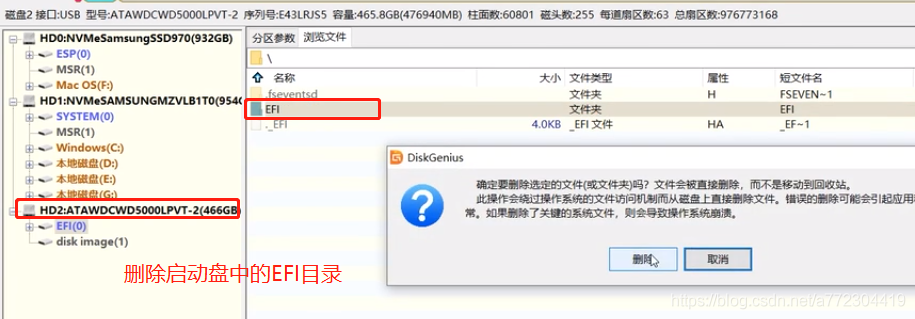 磁盘2 接口:USB 型号:ATAWDCWD5000LPVT-2 序列号:E43LRJS5 容量:465.8GB(476940MB) 柱面数:60801 磁头数:255 每道扇区数:63 总扇区数:976773168
HD0:NVMeSamsungSSD970(932GB)
ESP(0)
MSR(1)
Mac OS(F:)
HD1:NVMeSAMSUNGMZVLB1T0(954G
SYSTEM(0)
MSR(1)
Windows(C:)
本地磁盘(D:)
本地磁盘(E:)
本地磁盘(G:)
HD2:ATAWDCWD5000LPVT-2(466GB)
EFI(0)
disk image(1)
分区参数 浏览文件
\
名称 大小 文件类型 属性 短文件名
.fseventsd 文件夹 H FSEVEN~1
EFI 文件夹 EFI
._EFI 4.0KB _EFI 文件 HA _EF~1
DiskGenius
确定要删除选定的文件(或文件夹)吗？文件会被直接删除，而不是移动到回收站。
此操作会绕过操作系统的文件访问机制而从磁盘上直接删除文件。错误的删除可能会引起应用
常。如果删除了关键的系统文件，则会导致操作系统崩溃。
删除 取消
删除启动盘中的EFI目录
https://blog.csdn.net/a772304419